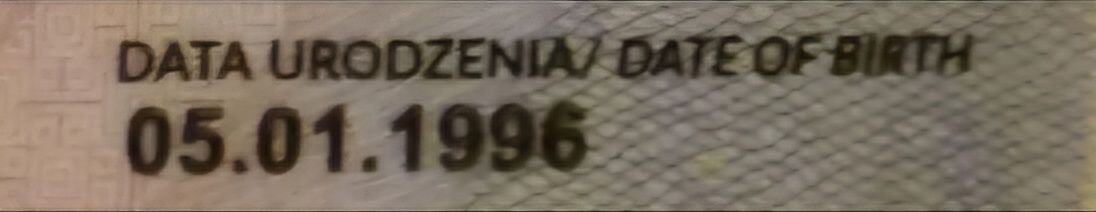 DATA URODZENIA/ DATE OF BIRTH
05.01.1996